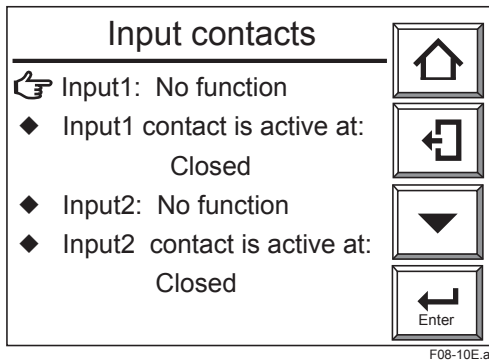 Input contacts
Input1: No function
Input1 contact is active at:
Closed
Input2: No function
Input2 contact is active at:
Closed
Enter
F08-10E.a